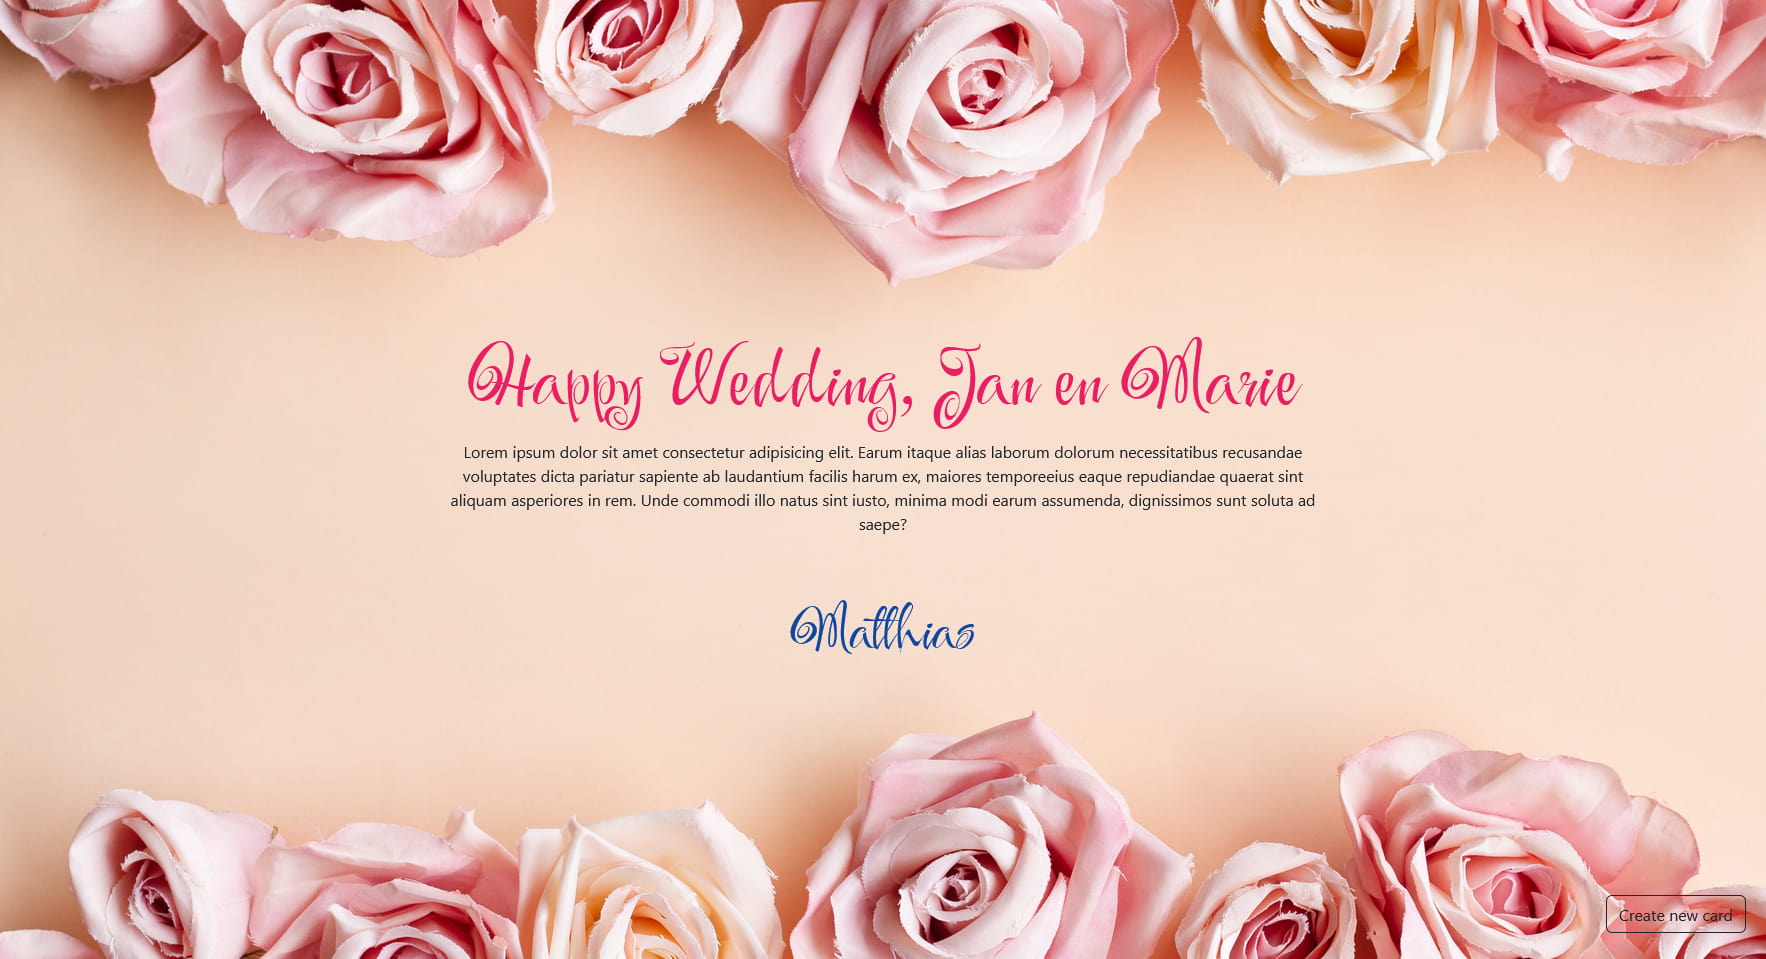 Happy Wedding, Jan en Marie
Lorem ipsum dolor sit amet consectetur adipisicing elit. Earum itaque alias laborum dolorum necessitatibus recusandae
voluptates dicta pariatur sapiente ab laudantium facilis harum ex, maiores temporeeius eaque repudiandae quaerat sint
aliquam asperiores in rem. Unde commodi illo natus sint iusto, minima modi earum assumenda, dignissimos sunt soluta ad
saepe?
Matthias
Create new card